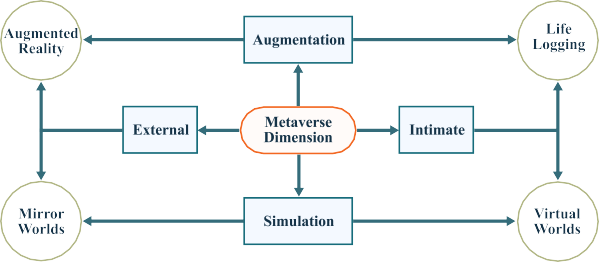 Augmented
Reality
Augmentation
Life
Logging
External
Metaverse
Dimension
Intimate
Mirror
Worlds
Simulation
Virtual
Worlds